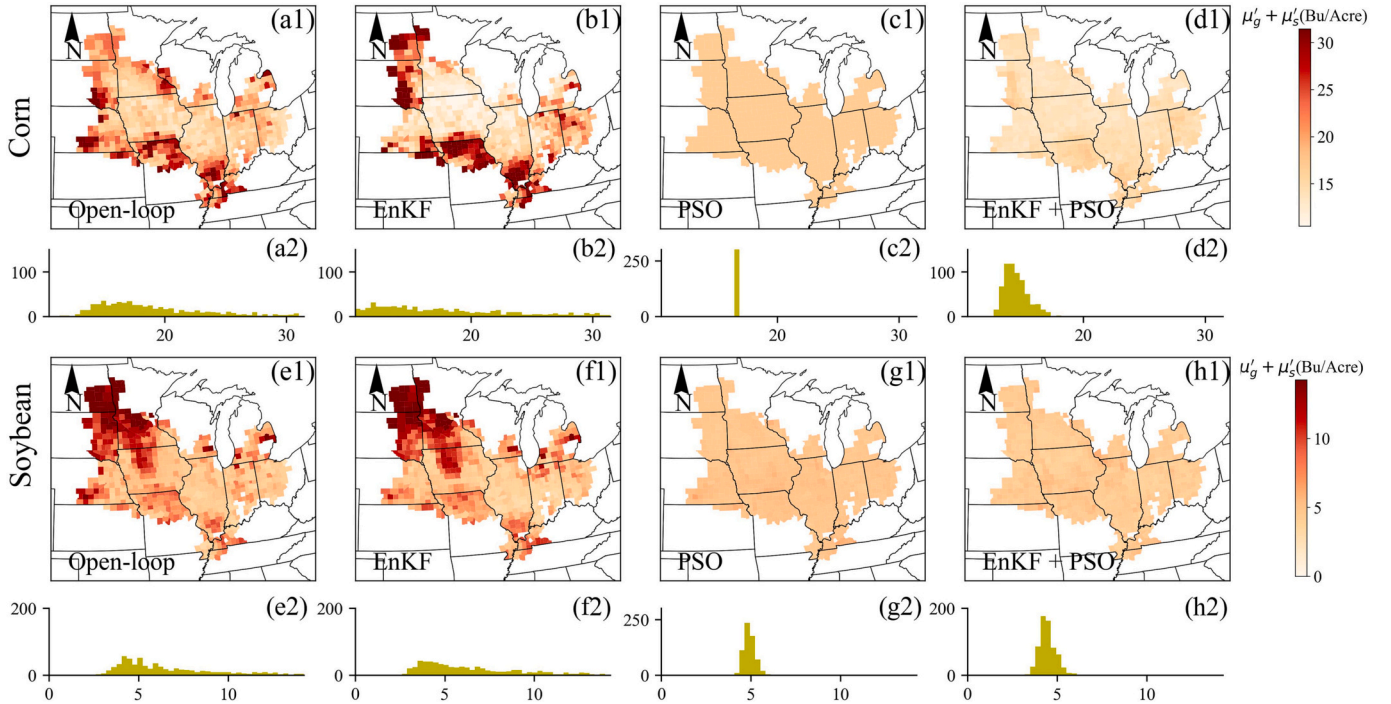 (a1) (b1) (c1) (d1) μ′g + μ′s(Bu/Acre)
N N N N
Corn
30
25
20
15
Open-loop EnKF PSO EnKF + PSO
(a2) (b2) (c2) (d2)
100 100 250 100
0 0 0 0
20 30 20 30 20 30 20 30
(e1) (f1) (g1) (h1) μ′g + μ′s(Bu/Acre)
N N N N
Soybean
10
5
0
Open-loop EnKF PSO EnKF + PSO
(e2) (f2) (g2) (h2)
200 200 250 200
0 0 0 0
0 5 10 0 5 10 0 5 10 0 5 10